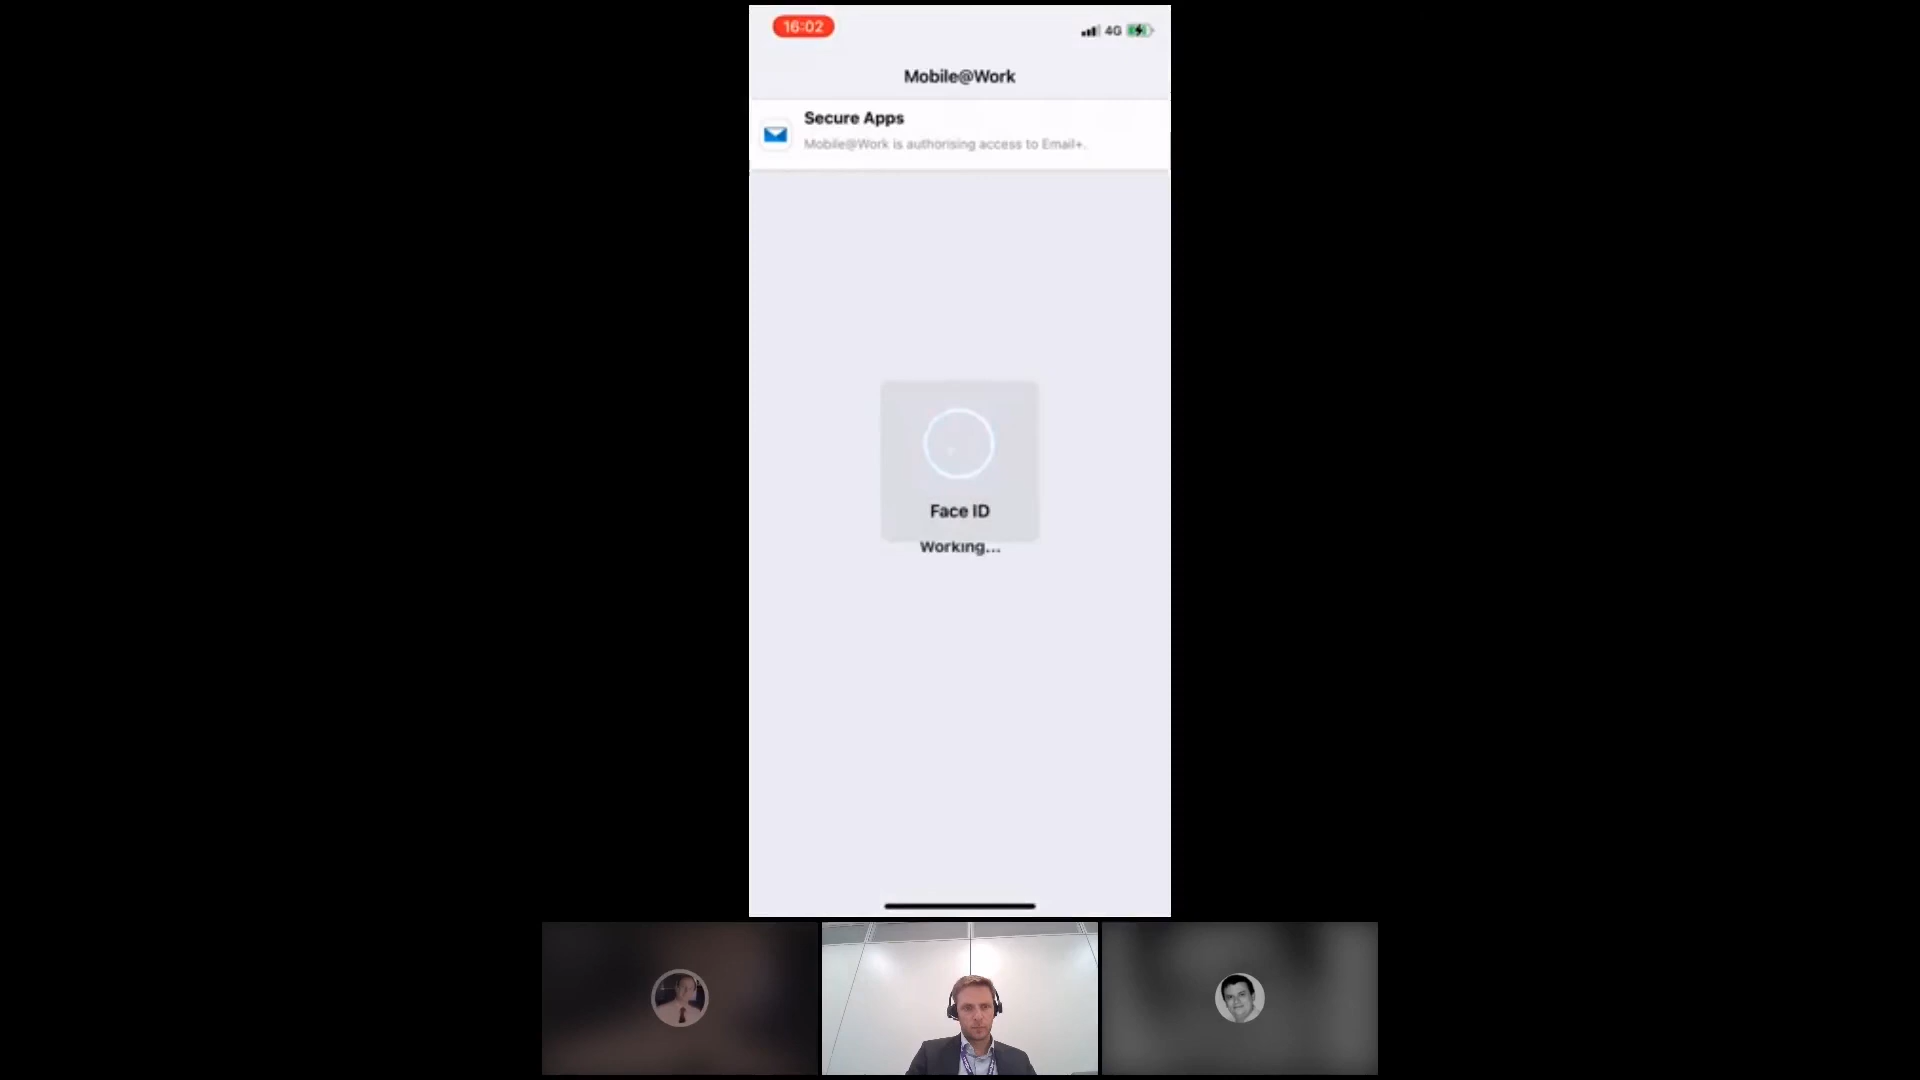 16:02
4G
Mobile@Work
Secure Apps
Mobile@Work is authorising access to Email+.
Face ID
Working...